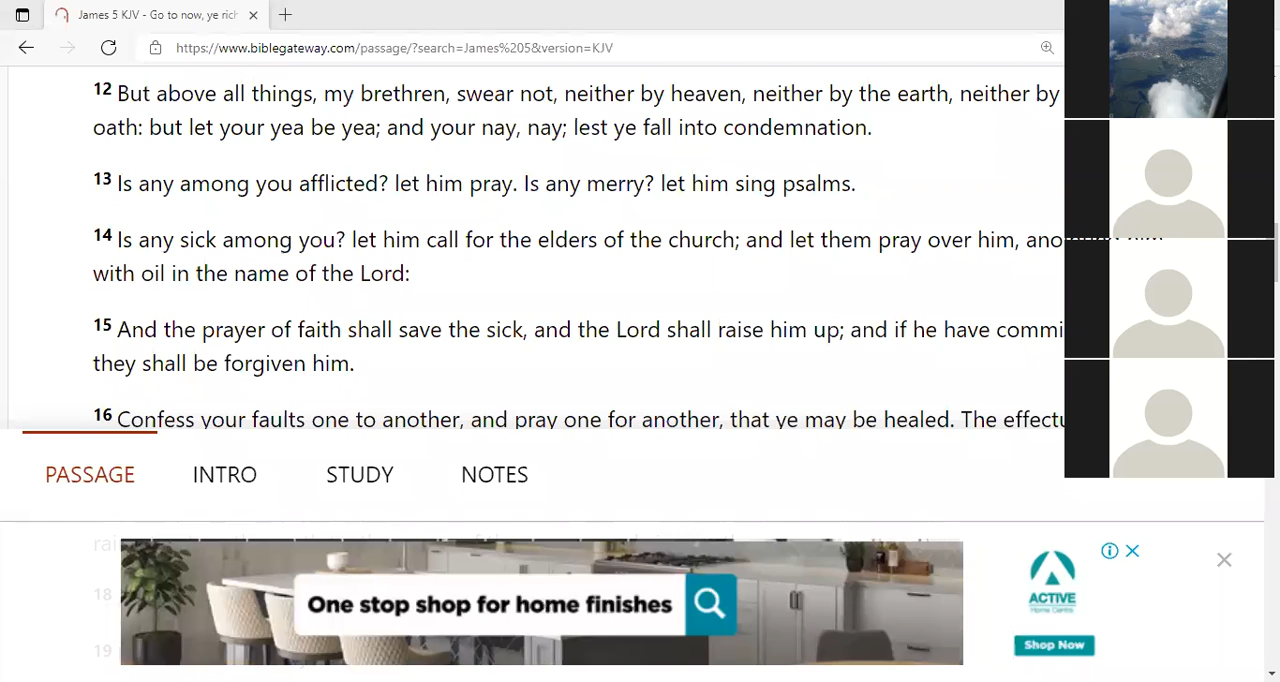 James 5 KJV - Go to now, ye rich
https://www.biblegateway.com/passage/?search=James%205&version=KJV
12 But above all things, my brethren, swear not, neither by heaven, neither by the earth, neither by
oath: but let your yea be yea; and your nay, nay; lest ye fall into condemnation.
13 Is any among you afflicted? let him pray. Is any merry? let him sing psalms.
14 Is any sick among you? let him call for the elders of the church; and let them pray over him,
with oil in the name of the Lord:
15 And the prayer of faith shall save the sick, and the Lord shall raise him up; and if he have
they shall be forgiven him.
16 Confess your faults one to another, and pray one for another, that ye may be healed. The
PASSAGE INTRO STUDY NOTES
18
19
One stop shop for home finishes
ACTIVE
Home Centre
Shop Now